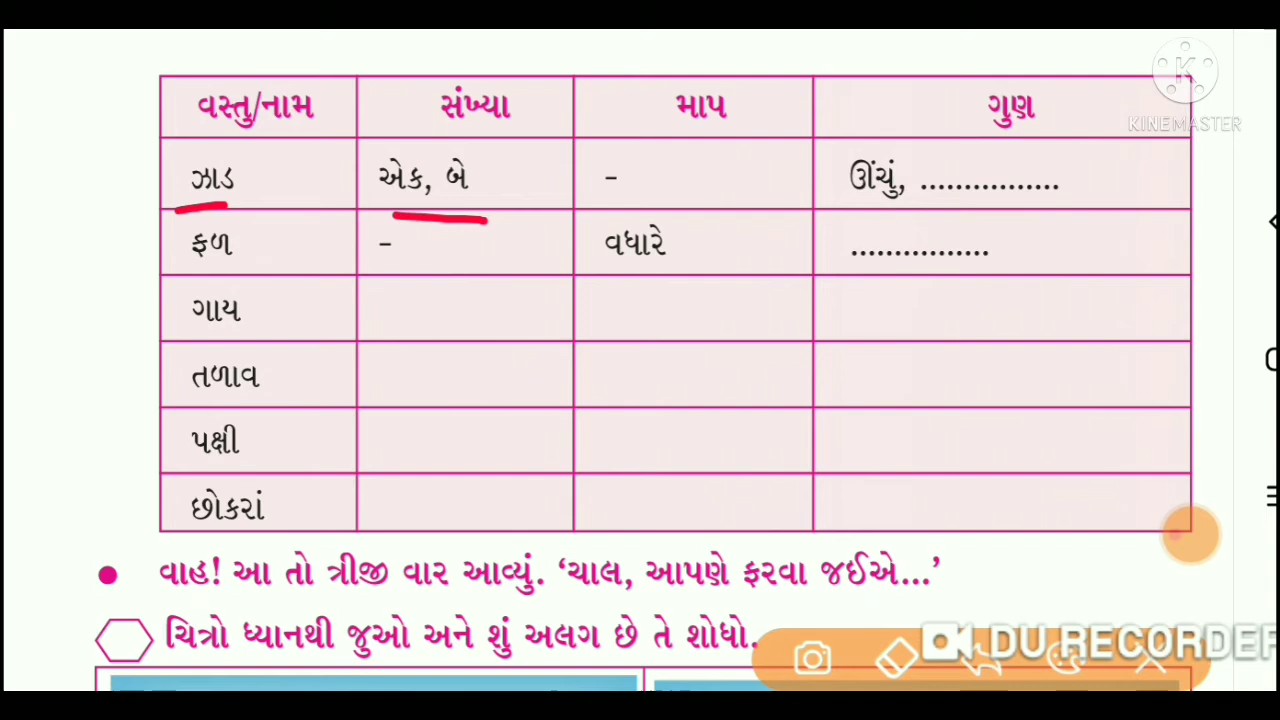 K
KINEMASTER
વસ્તુ/નામ સંખ્યા માપ ગુણ
ઝાડ એક, બે - ઊંચું, ................
ફળ - વધારે ................
ગાય
તળાવ
પક્ષી
છોકરાં
● વાહ! આ તો ત્રીજી વાર આવ્યું. ‘ચાલ, આપણે ફરવા જઈએ...’
ચિત્રો ધ્યાનથી જુઓ અને શું અલગ છે તે શોધો.
DU RECORDER